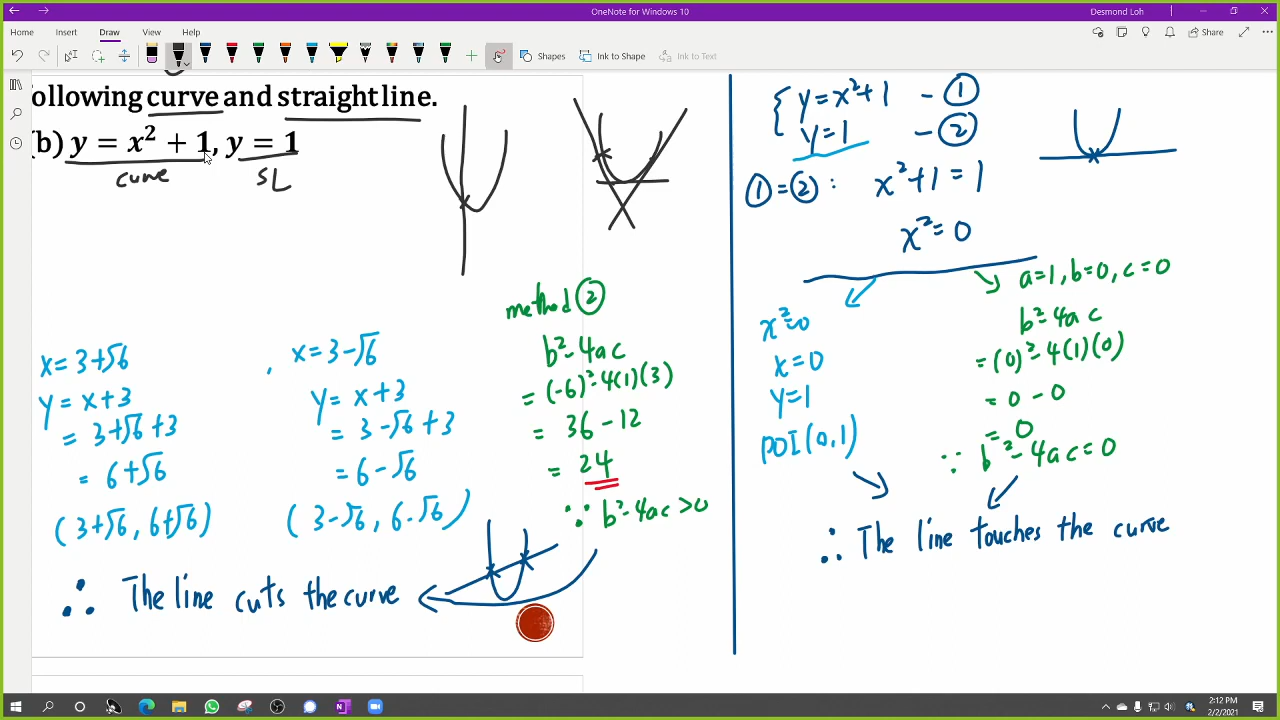 OneNote for Windows 10
Desmond Loh
Home Insert Draw View Help
Share
Shapes
Ink to Shape
Ink to Text
ollowing curve and straight line.
(b) y = x² + 1, y = 1
curve
SL
x=3+√6
y= x+3
= 3+√6+3
= 6+√6
(3+√6, 6+√6)
, x=3-√6
y= x+3
= 3-√6+3
= 6-√6
(3-√6, 6-√6)
∴ The line cuts the curve
method ②
b²-4ac
= (-6)²-4(1)(3)
= 36-12
= 24
∵ b²-4ac >0
{ y=x²+1 - ①
y=1 - ②
①=②: x²+1=1
x²=0
x²=0
x=0
y=1
POI(0,1)
a=1, b=0, c=0
b²-4ac
= (0)²-4(1)(0)
= 0-0
= 0
∵ b²-4ac=0
∴ The line touches the curve
2:12 PM
2/2/2021